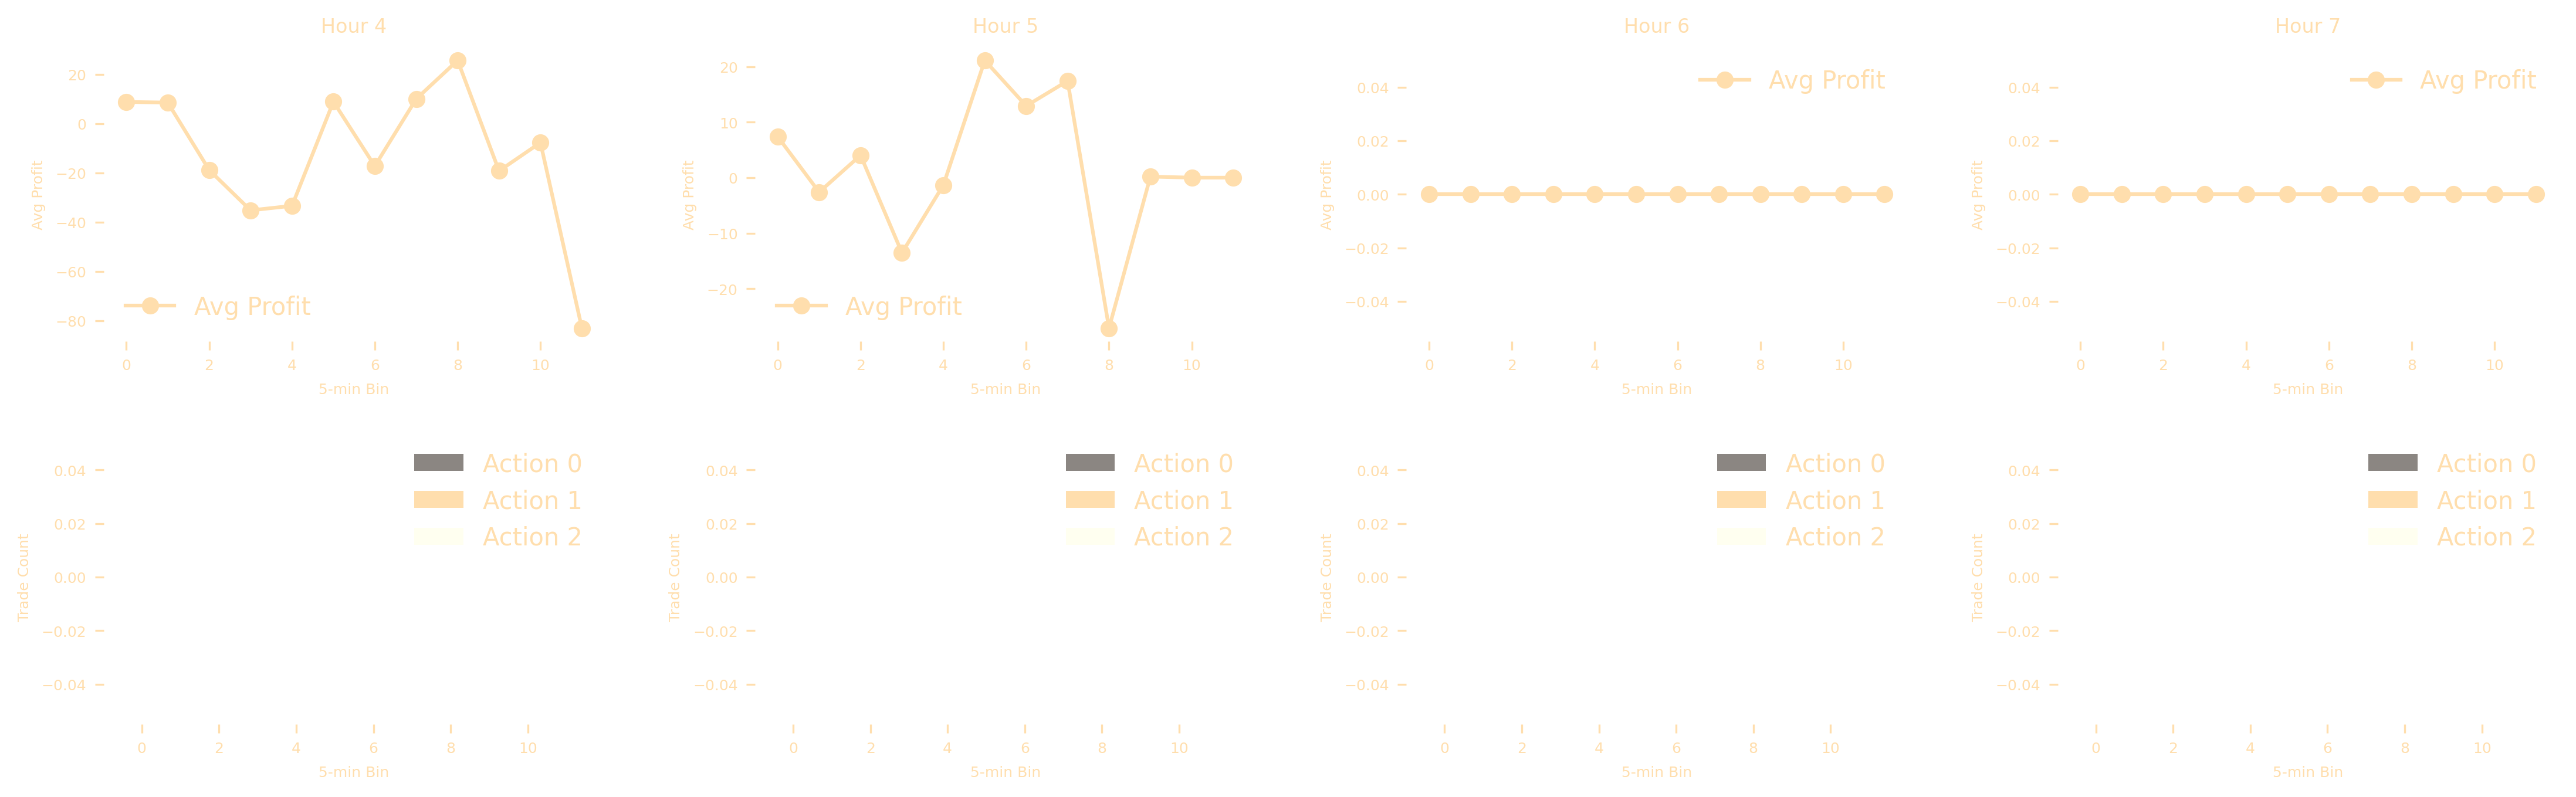 Hour 4
20
0
−20
−40
−60
−80
Avg Profit
Avg Profit
0 2 4 6 8 10
5-min Bin
Hour 5
20
10
0
−10
−20
Avg Profit
Avg Profit
0 2 4 6 8 10
5-min Bin
Hour 6
Avg Profit
0.04
0.02
0.00
−0.02
−0.04
Avg Profit
0 2 4 6 8 10
5-min Bin
Hour 7
Avg Profit
0.04
0.02
0.00
−0.02
−0.04
Avg Profit
0 2 4 6 8 10
5-min Bin
Action 0
Action 1
Action 2
0.04
0.02
0.00
−0.02
−0.04
Trade Count
0 2 4 6 8 10
5-min Bin
Action 0
Action 1
Action 2
0.04
0.02
0.00
−0.02
−0.04
Trade Count
0 2 4 6 8 10
5-min Bin
Action 0
Action 1
Action 2
0.04
0.02
0.00
−0.02
−0.04
Trade Count
0 2 4 6 8 10
5-min Bin
Action 0
Action 1
Action 2
0.04
0.02
0.00
−0.02
−0.04
Trade Count
0 2 4 6 8 10
5-min Bin